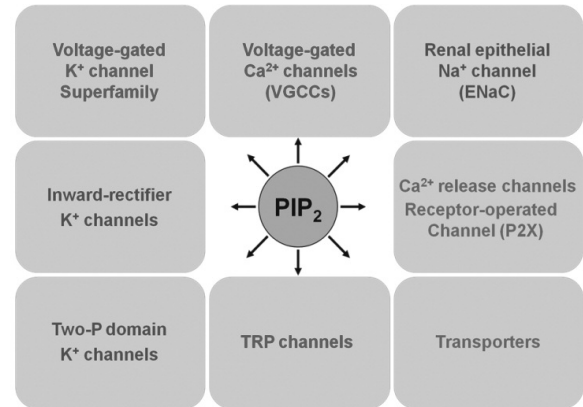 Voltage-gated
K⁺ channel
Superfamily
Voltage-gated
Ca²⁺ channels
(VGCCs)
Renal epithelial
Na⁺ channel
(ENaC)
Inward-rectifier
K⁺ channels
PIP₂
Ca²⁺ release channels
Receptor-operated
Channel (P2X)
Two-P domain
K⁺ channels
TRP channels
Transporters